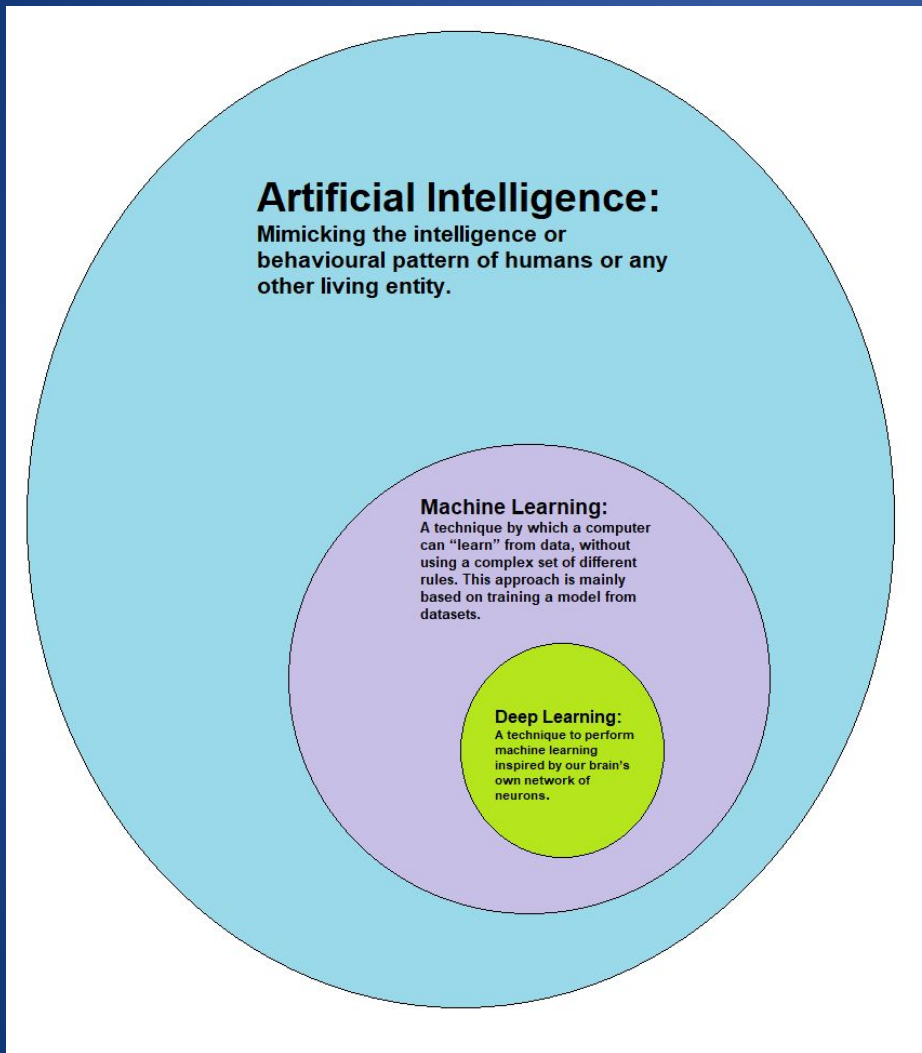 Artificial Intelligence:
Mimicking the intelligence or
behavioural pattern of humans or any
other living entity.
Machine Learning:
A technique by which a computer
can “learn” from data, without
using a complex set of different
rules. This approach is mainly
based on training a model from
datasets.
Deep Learning:
A technique to perform
machine learning
inspired by our brain’s
own network of
neurons.